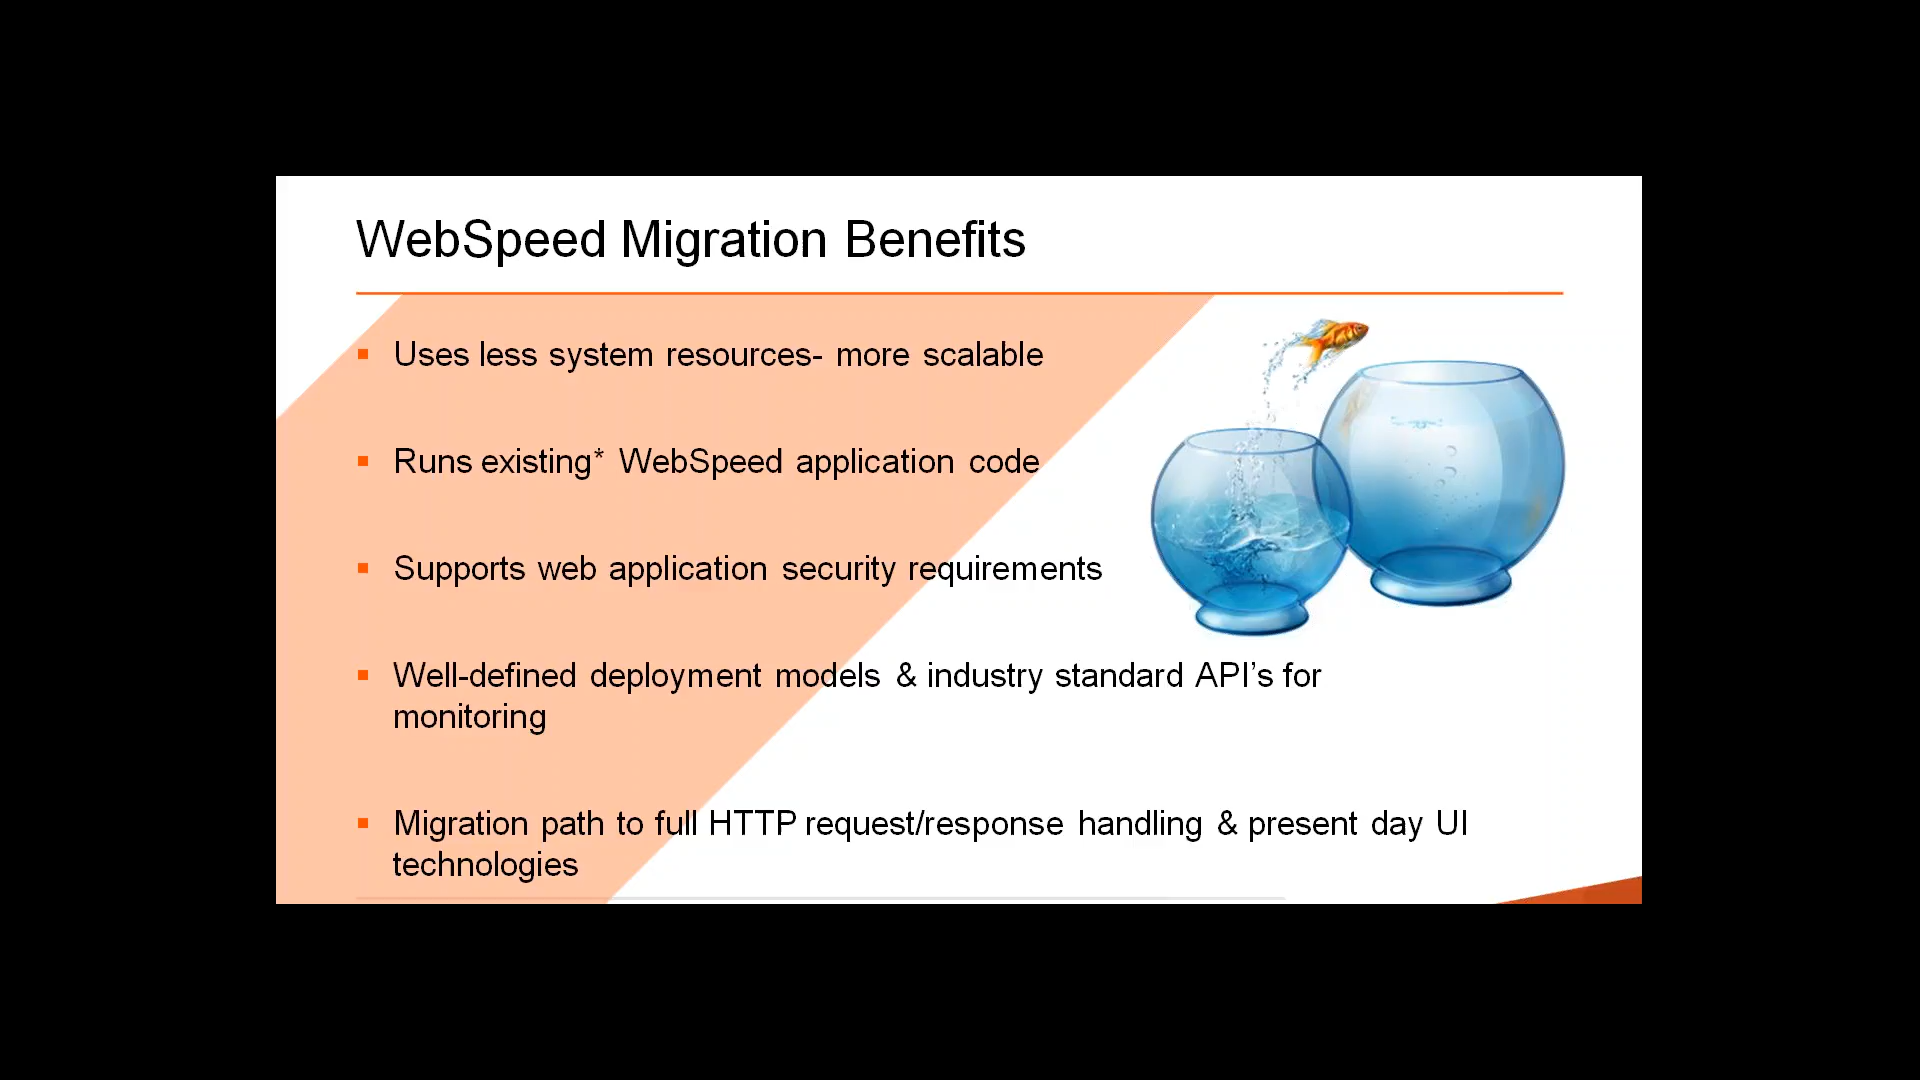 WebSpeed Migration Benefits
▪ Uses less system resources- more scalable
▪ Runs existing* WebSpeed application code
▪ Supports web application security requirements
▪ Well-defined deployment models & industry standard API’s for
monitoring
▪ Migration path to full HTTP request/response handling & present day UI
technologies